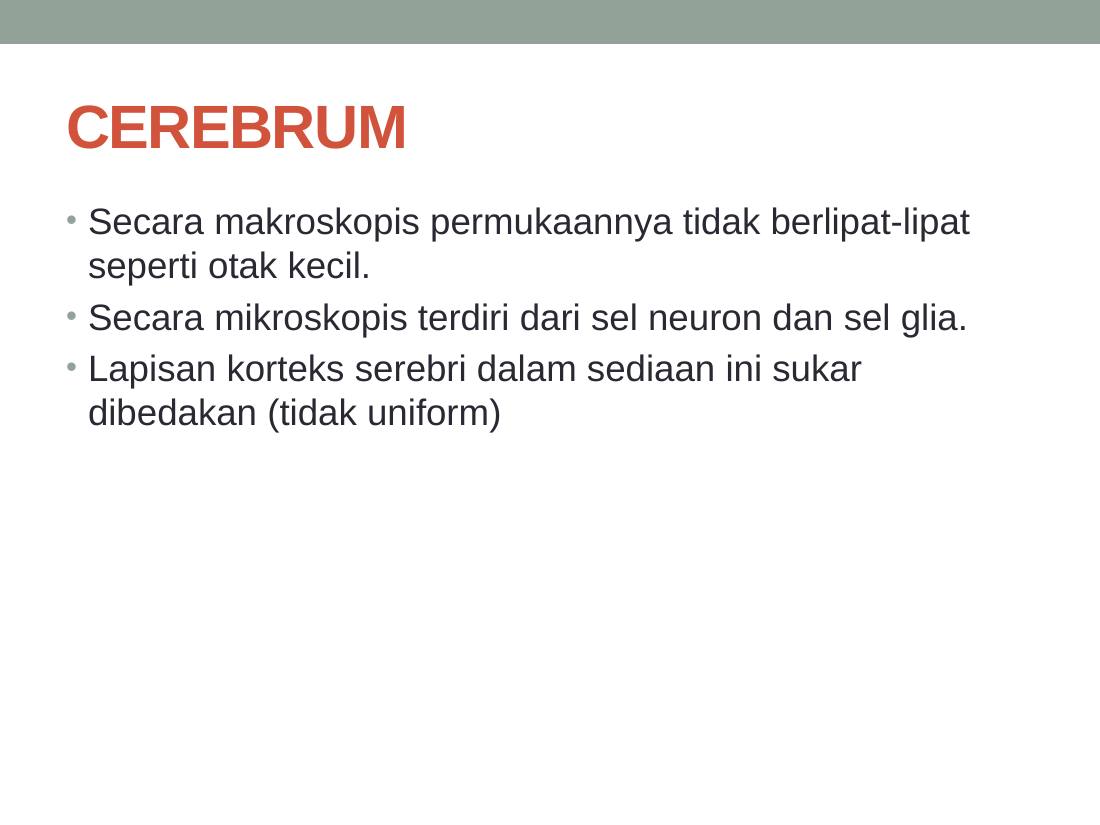 CEREBRUM
• Secara makroskopis permukaannya tidak berlipat-lipat
seperti otak kecil.
• Secara mikroskopis terdiri dari sel neuron dan sel glia.
• Lapisan korteks serebri dalam sediaan ini sukar
dibedakan (tidak uniform)